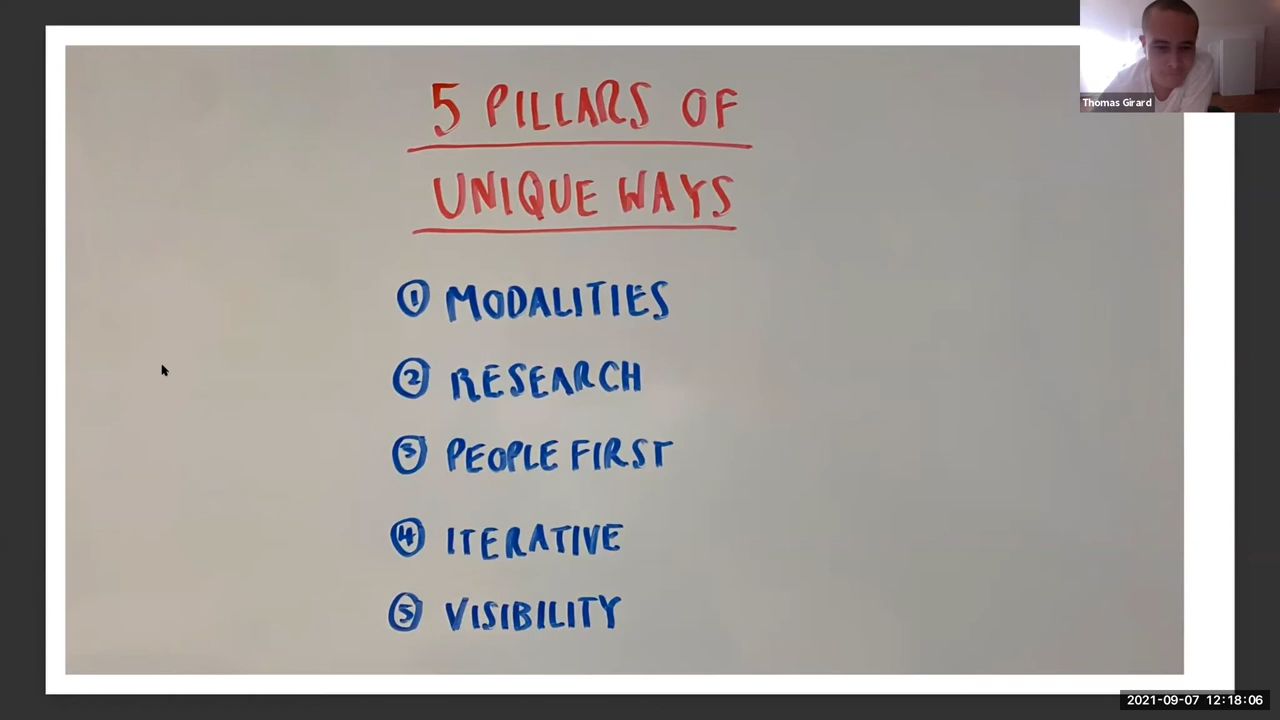 5 PILLARS OF
UNIQUE WAYS
1 MODALITIES
2 RESEARCH
3 PEOPLE FIRST
4 ITERATIVE
5 VISIBILITY
Thomas Girard
2021-09-07 12:18:06